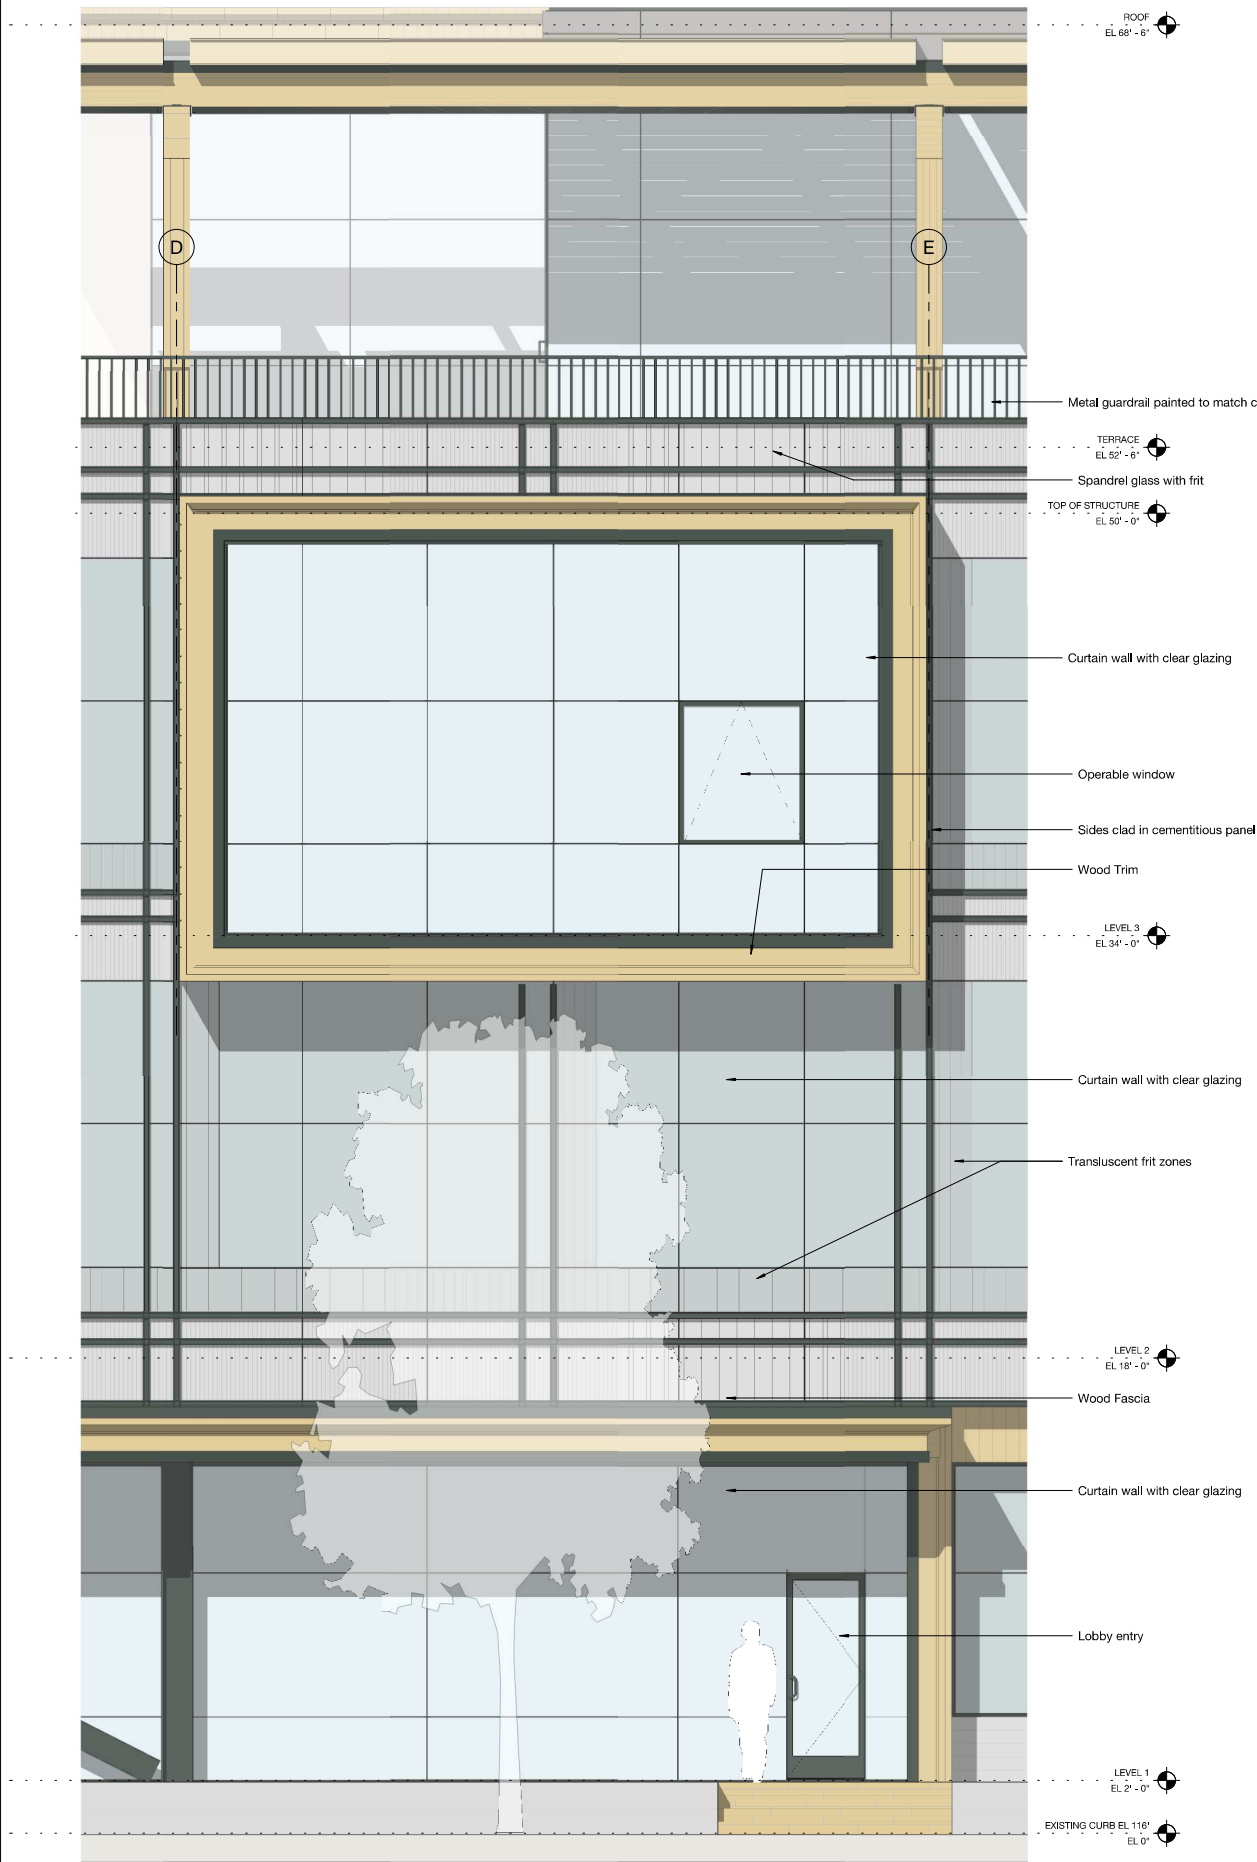 ROOF
EL 68' - 6"
D
E
Metal guardrail painted to match c
TERRACE
EL 52' - 6"
Spandrel glass with frit
TOP OF STRUCTURE
EL 50' - 0"
Curtain wall with clear glazing
Operable window
Sides clad in cementitious panel
Wood Trim
LEVEL 3
EL 34' - 0"
Curtain wall with clear glazing
Transluscent frit zones
LEVEL 2
EL 18' - 0"
Wood Fascia
Curtain wall with clear glazing
Lobby entry
LEVEL 1
EL 2' - 0"
EXISTING CURB EL 116'
EL 0"